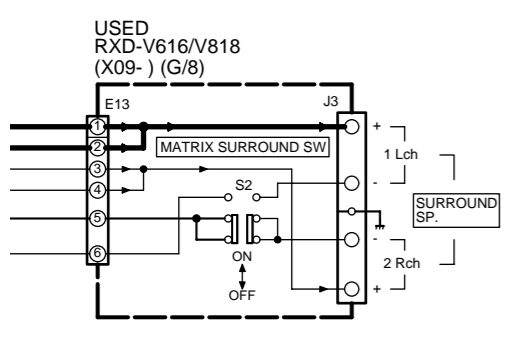 USED
RXD-V616/V818
(X09- ) (G/8)
E13
J3
1
2
3
4
5
6
MATRIX SURROUND SW
S2
ON
OFF
+
1 Lch
-
SURROUND
SP.
-
2 Rch
+